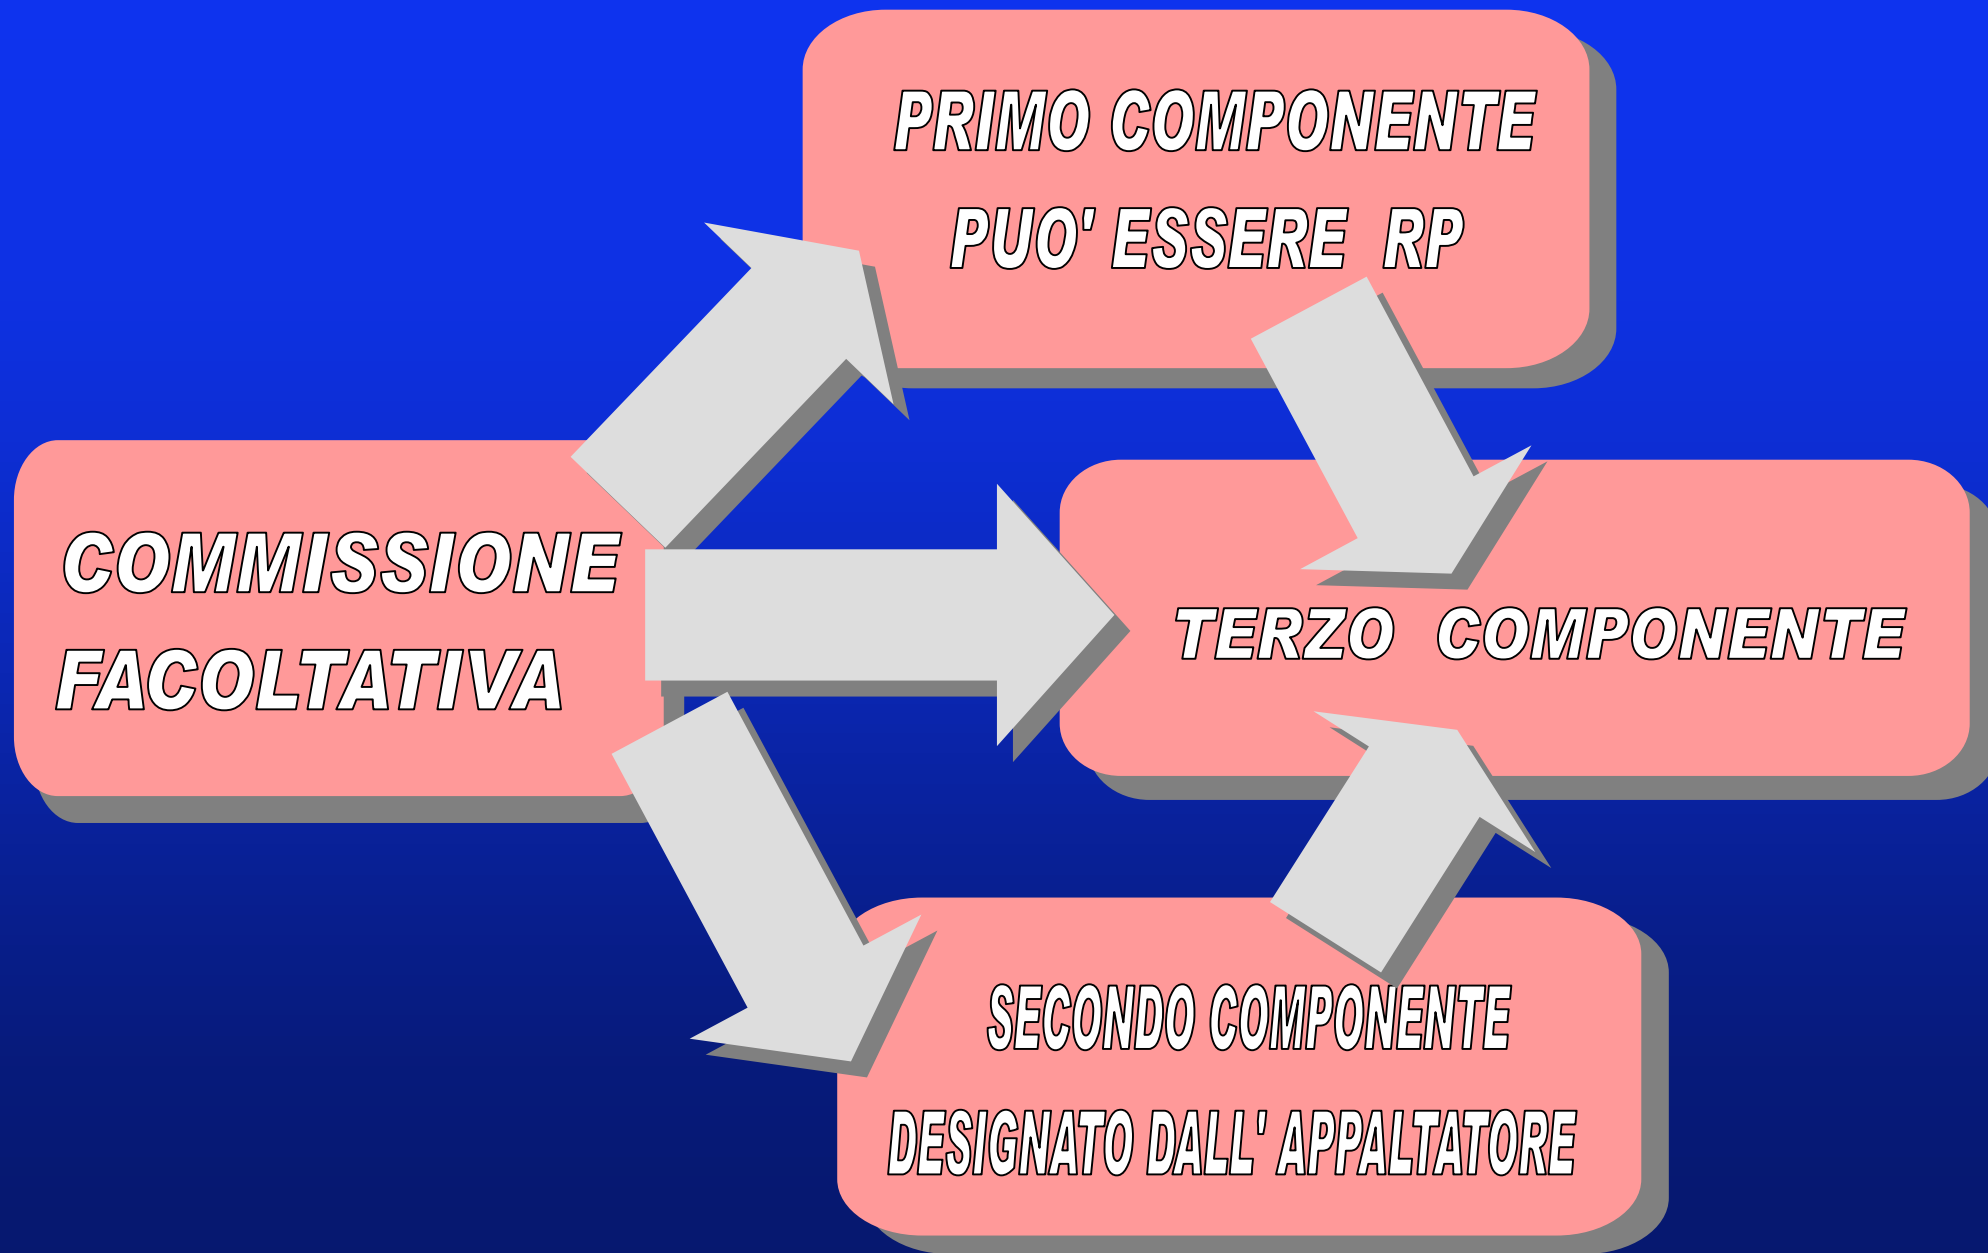 PRIMO COMPONENTE
PUO' ESSERE RP
COMMISSIONE
FACOLTATIVA
TERZO COMPONENTE
SECONDO COMPONENTE
DESIGNATO DALL' APPALTATORE